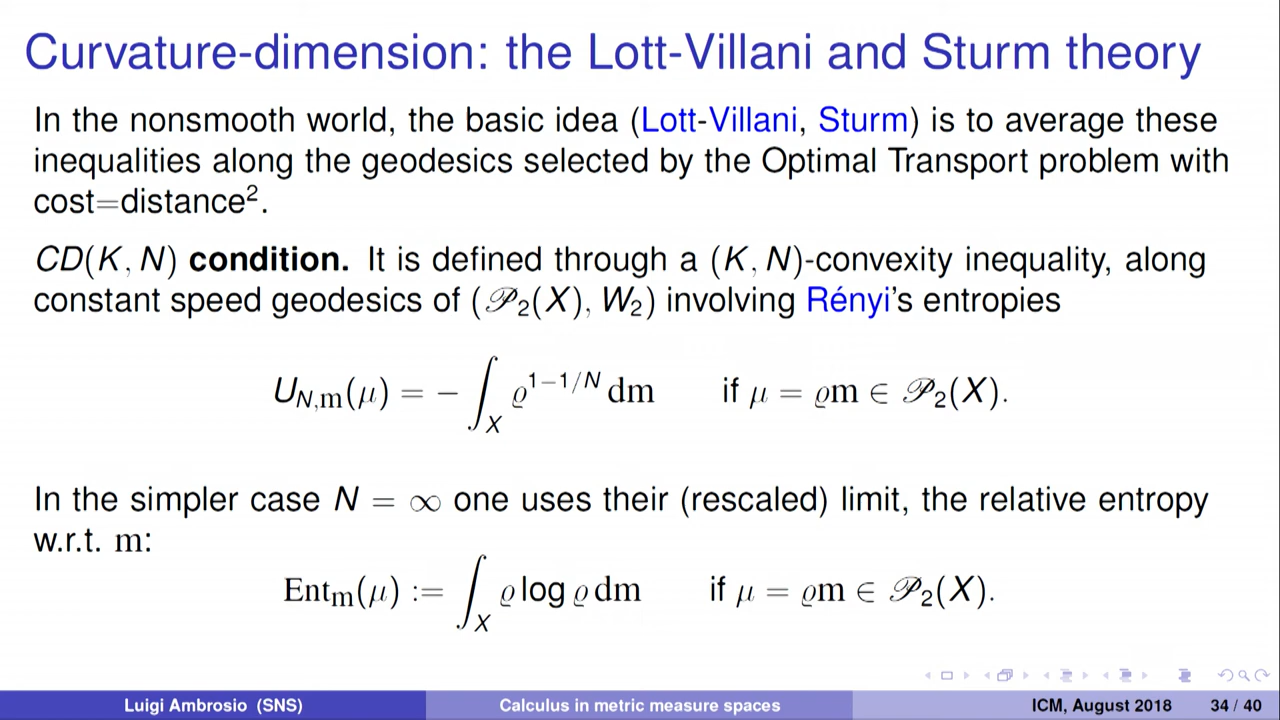 Curvature-dimension: the Lott-Villani and Sturm theory
In the nonsmooth world, the basic idea (Lott-Villani, Sturm) is to average these
inequalities along the geodesics selected by the Optimal Transport problem with
cost=distance².
CD(K, N) condition. It is defined through a (K, N)-convexity inequality, along
constant speed geodesics of (𝒫₂(X), W₂) involving Rényi's entropies
U_{N,m}(μ) = − ∫_X ϱ^{1−1/N} dm if μ = ϱm ∈ 𝒫₂(X).
In the simpler case N = ∞ one uses their (rescaled) limit, the relative entropy
w.r.t. m:
Ent_m(μ) := ∫_X ϱ log ϱ dm if μ = ϱm ∈ 𝒫₂(X).
Luigi Ambrosio (SNS) Calculus in metric measure spaces ICM, August 2018 34 / 40